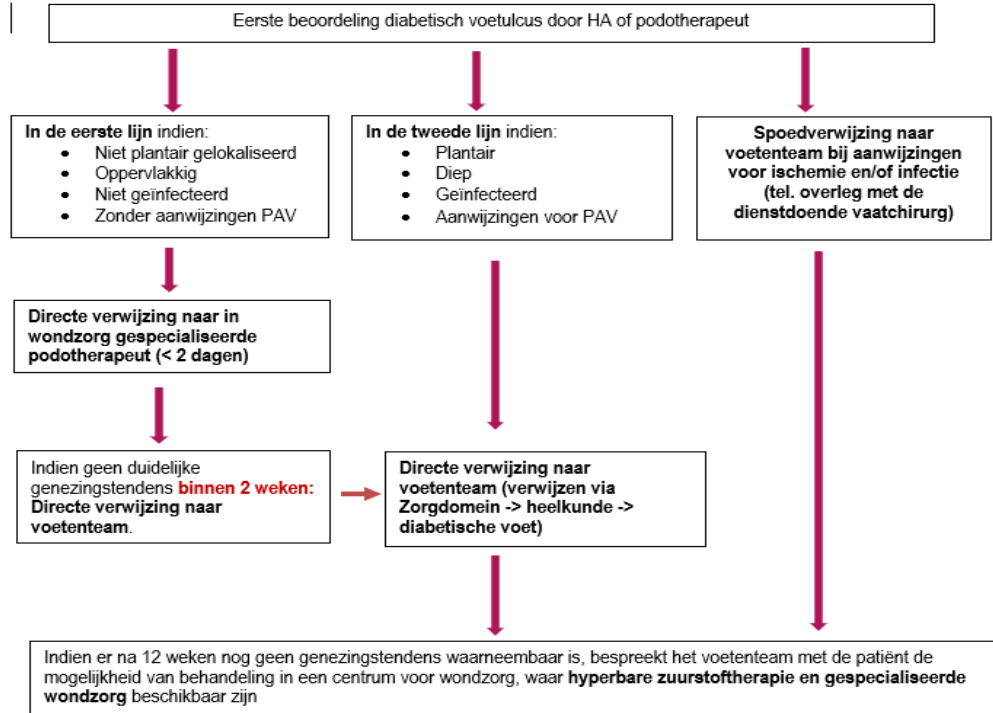 Eerste beoordeling diabetisch voetulcus door HA of podotherapeut
In de eerste lijn indien:
• Niet plantair gelokaliseerd
• Oppervlakkig
• Niet geïnfecteerd
• Zonder aanwijzingen PAV
In de tweede lijn indien:
• Plantair
• Diep
• Geïnfecteerd
• Aanwijzingen voor PAV
Spoedverwijzing naar
voetenteam bij aanwijzingen
voor ischemie en/of infectie
(tel. overleg met de
dienstdoende vaatchirurg)
Directe verwijzing naar in
wondzorg gespecialiseerde
podotherapeut (< 2 dagen)
Indien geen duidelijke
genezingstendens binnen 2 weken:
Directe verwijzing naar
voetenteam.
Directe verwijzing naar
voetenteam (verwijzen via
Zorgdomein -> heelkunde ->
diabetische voet)
Indien er na 12 weken nog geen genezingstendens waarneembaar is, bespreekt het voetenteam met de patiënt de
mogelijkheid van behandeling in een centrum voor wondzorg, waar hyperbare zuurstoftherapie en gespecialiseerde
wondzorg beschikbaar zijn